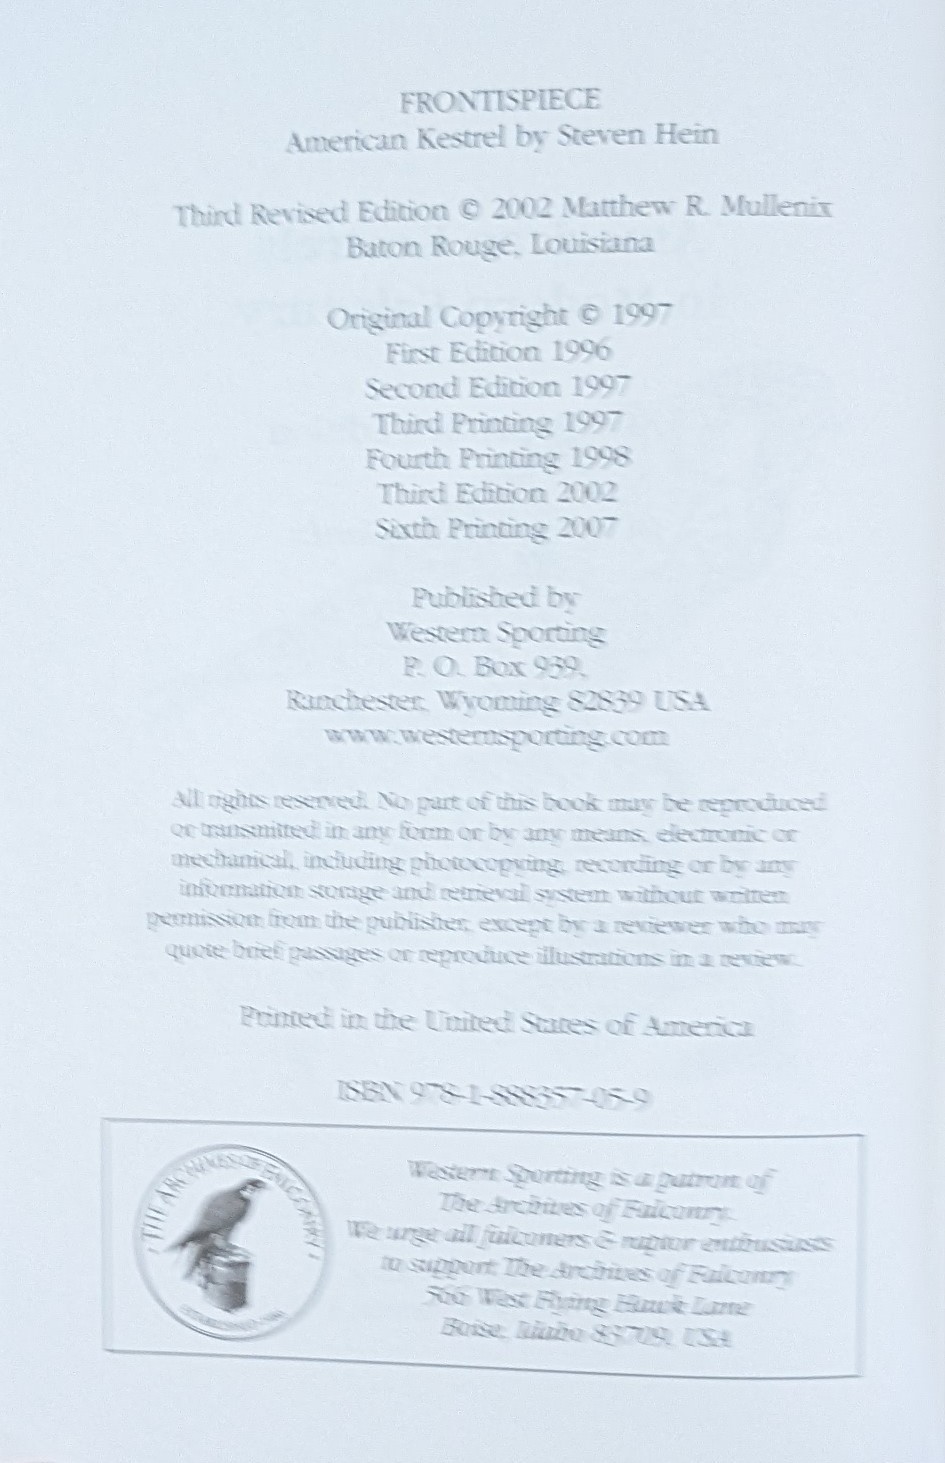 FRONTISPIECE
American Kestrel by Steven Hein
Third Revised Edition © 2002 Matthew R. Mullenix
Baton Rouge, Louisiana
Original Copyright © 1997
First Edition 1996
Second Edition 1997
Third Printing 1997
Fourth Printing 1998
Third Edition 2002
Sixth Printing 2007
Published by
Western Sporting
P. O. Box 939,
Ranchester, Wyoming 82839 USA
www.westernsporting.com
All rights reserved. No part of this book may be reproduced
or transmitted in any form or by any means, electronic or
mechanical, including photocopying, recording or by any
information storage and retrieval system without written
permission from the publisher, except by a reviewer who may
quote brief passages or reproduce illustrations in a review.
Printed in the United States of America
ISBN 978-1-888357-05-9
THE ARCHIVES OF FALCONRY
Western Sporting is a patron of
The Archives of Falconry.
We urge all falconers & raptor enthusiasts
to support The Archives of Falconry
566 West Flying Hawk Lane
Boise, Idaho 83709, USA